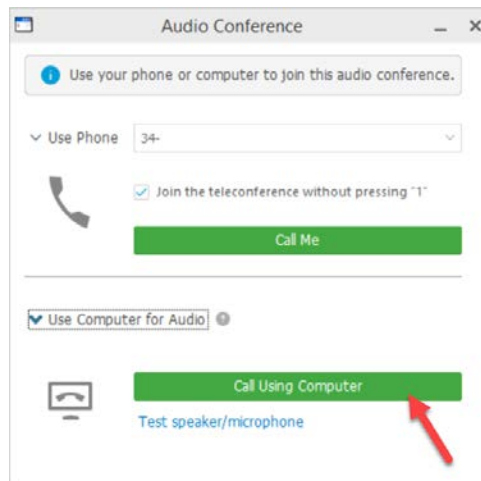 Audio Conference
Use your phone or computer to join this audio conference.
Use Phone 34-
Join the teleconference without pressing "1"
Call Me
Use Computer for Audio
Call Using Computer
Test speaker/microphone